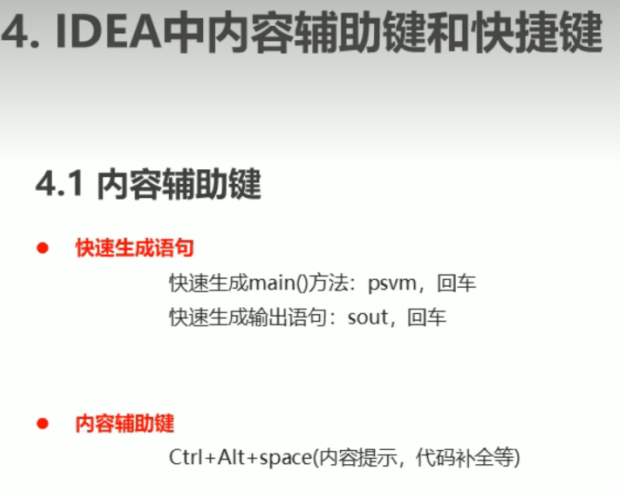 4. IDEA中内容辅助键和快捷键
4.1 内容辅助键
● 快速生成语句
快速生成main()方法：psvm，回车
快速生成输出语句：sout，回车
● 内容辅助键
Ctrl+Alt+space(内容提示，代码补全等)